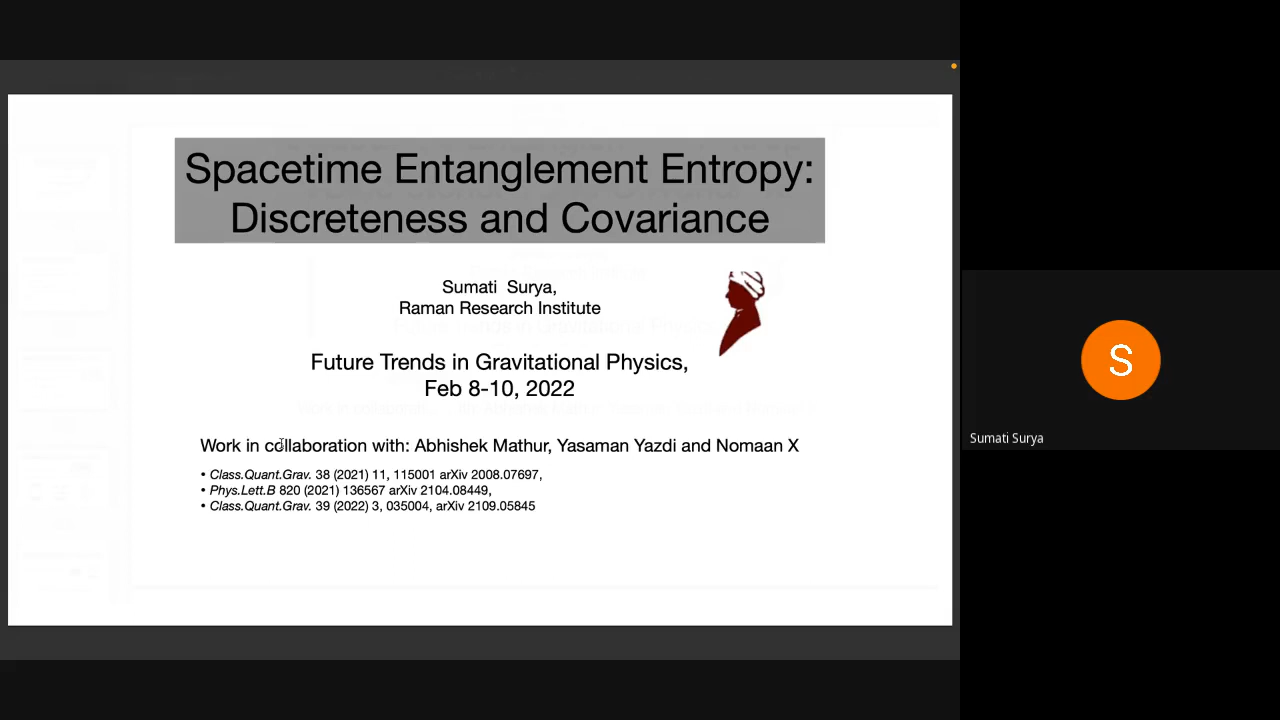 Spacetime Entanglement Entropy:
Discreteness and Covariance
Sumati Surya,
Raman Research Institute
Future Trends in Gravitational Physics,
Feb 8-10, 2022
Work in collaboration with: Abhishek Mathur, Yasaman Yazdi and Nomaan X
• Class.Quant.Grav. 38 (2021) 11, 115001 arXiv 2008.07697,
• Phys.Lett.B 820 (2021) 136567 arXiv 2104.08449,
• Class.Quant.Grav. 39 (2022) 3, 035004, arXiv 2109.05845
S
Sumati Surya